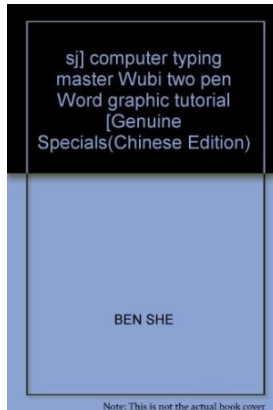 sj] computer typing
master Wubi two pen
Word graphic tutorial
[Genuine
Specials(Chinese Edition)
BEN SHE
Note: This is not the actual book cover